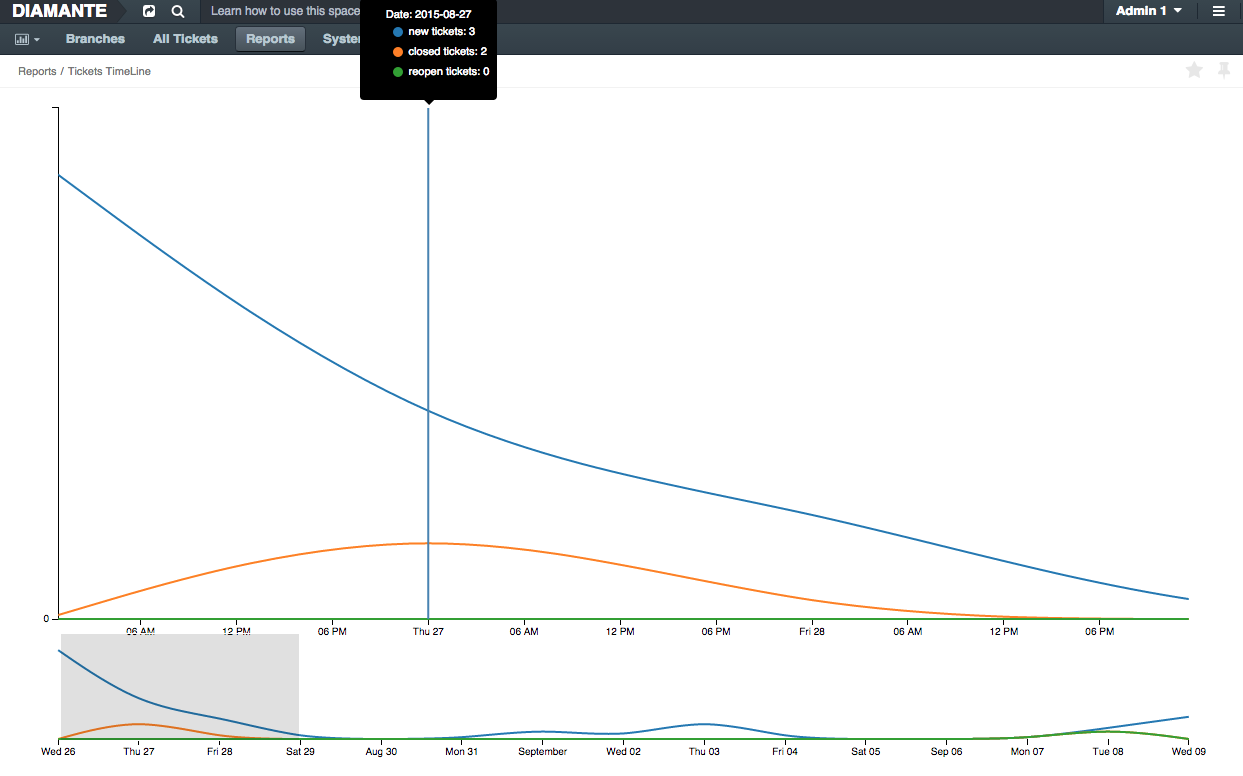 DIAMANTE
Learn how to use this space
Admin 1
Date: 2015-08-27
new tickets: 3
closed tickets: 2
reopen tickets: 0
Branches All Tickets Reports Syste
Reports / Tickets TimeLine
0
06 AM 12 PM 06 PM Thu 27 06 AM 12 PM 06 PM Fri 28 06 AM 12 PM 06 PM
Wed 26 Thu 27 Fri 28 Sat 29 Aug 30 Mon 31 September Wed 02 Thu 03 Fri 04 Sat 05 Sep 06 Mon 07 Tue 08 Wed 09